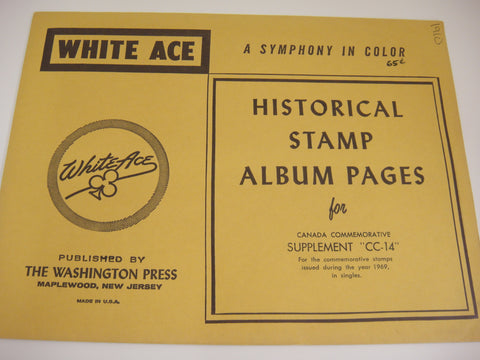 WHITE ACE
A SYMPHONY IN COLOR
65¢
HISTORICAL
STAMP
ALBUM PAGES
for
CANADA COMMEMORATIVE
SUPPLEMENT "CC-14"
For the commemorative stamps
issued during the year 1969,
in singles.
White Ace
PUBLISHED BY
THE WASHINGTON PRESS
MAPLEWOOD, NEW JERSEY
MADE IN U.S.A.